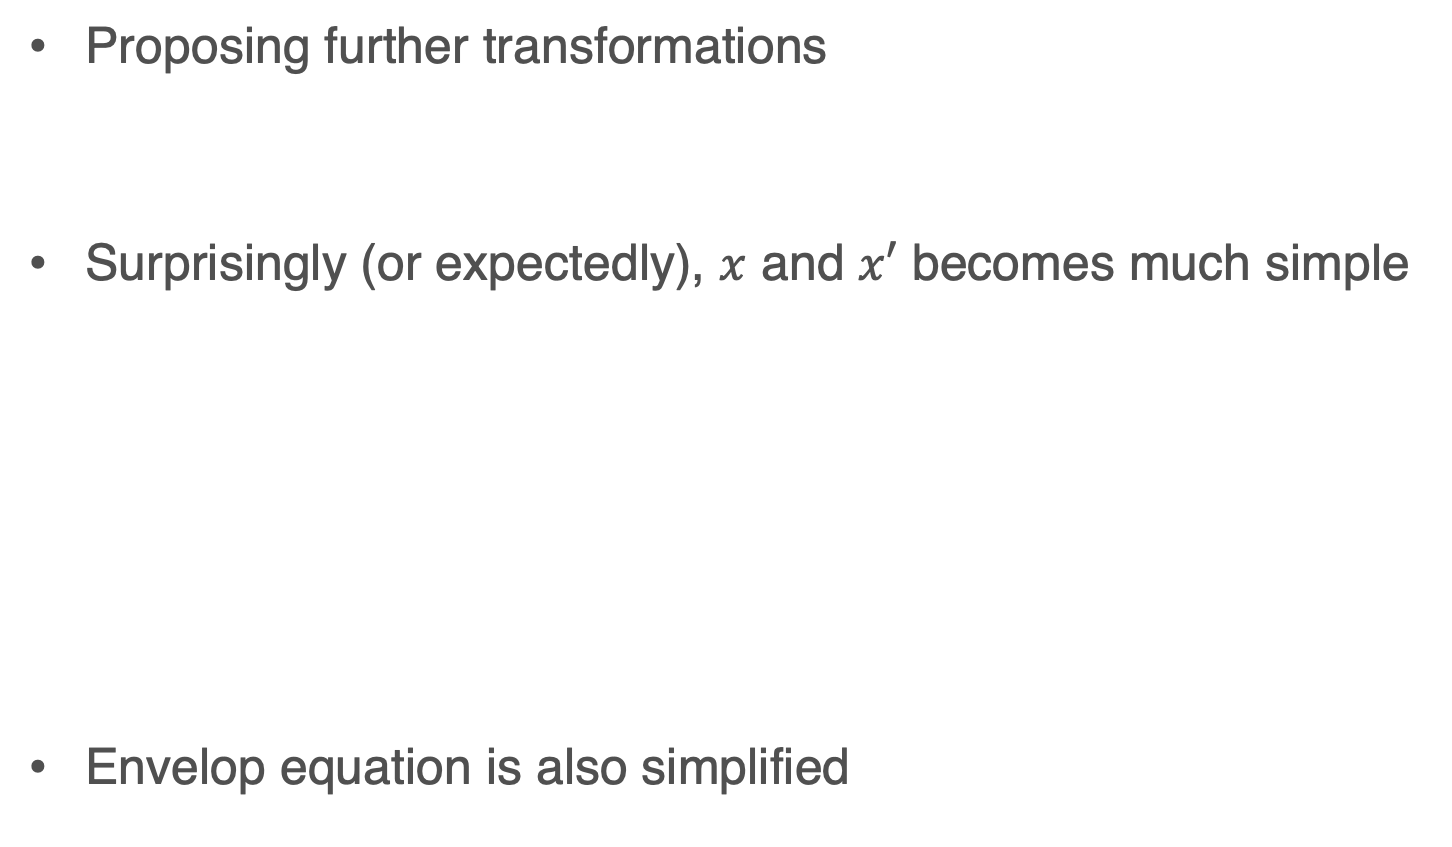 • Proposing further transformations
• Surprisingly (or expectedly), 𝑥 and 𝑥′ becomes much simple
• Envelop equation is also simplified